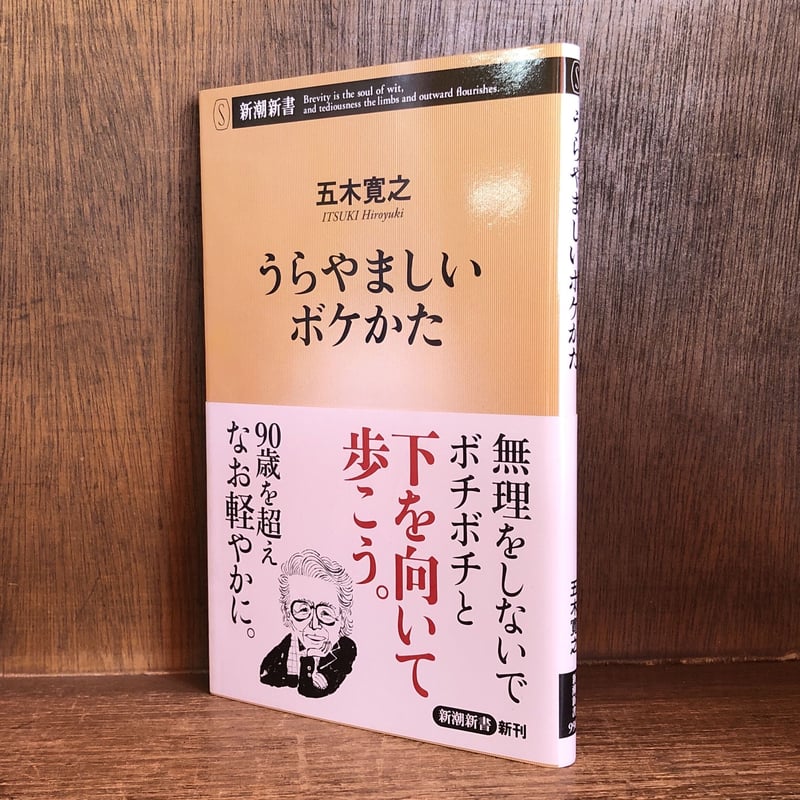 新潮新書
Brevity is the soul of wit,
and tediousness the limbs and outward flourishes.
五木寛之
ITSUKI Hiroyuki
うらやましい
ボケかた
無理をしないで
ボチボチと
下を向いて
歩こう。
90歳を超え
なお軽やかに。
新潮新書 新刊
うらやましいボケかた
五木寛之